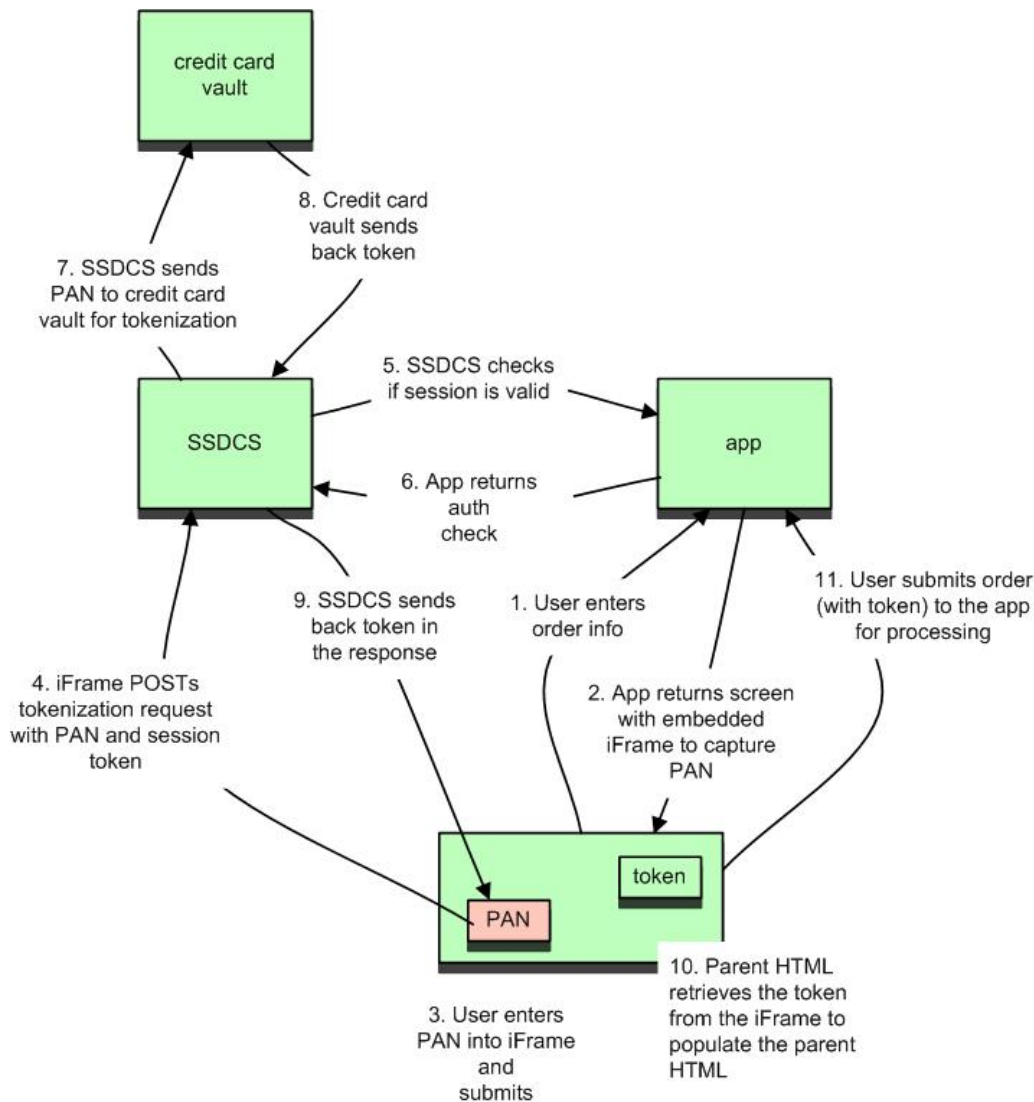 credit card
vault
8. Credit card
vault sends
back token
7. SSDCS sends
PAN to credit card
vault for tokenization
5. SSDCS checks
if session is valid
SSDCS
app
6. App returns
auth
check
11. User submits order
(with token) to the app
for processing
9. SSDCS sends
back token in
the response
1. User enters
order info
4. iFrame POSTs
tokenization request
with PAN and session
token
2. App returns screen
with embedded
iFrame to capture
PAN
token
PAN
10. Parent HTML
retrieves the token
from the iFrame to
populate the parent
HTML
3. User enters
PAN into iFrame
and
submits